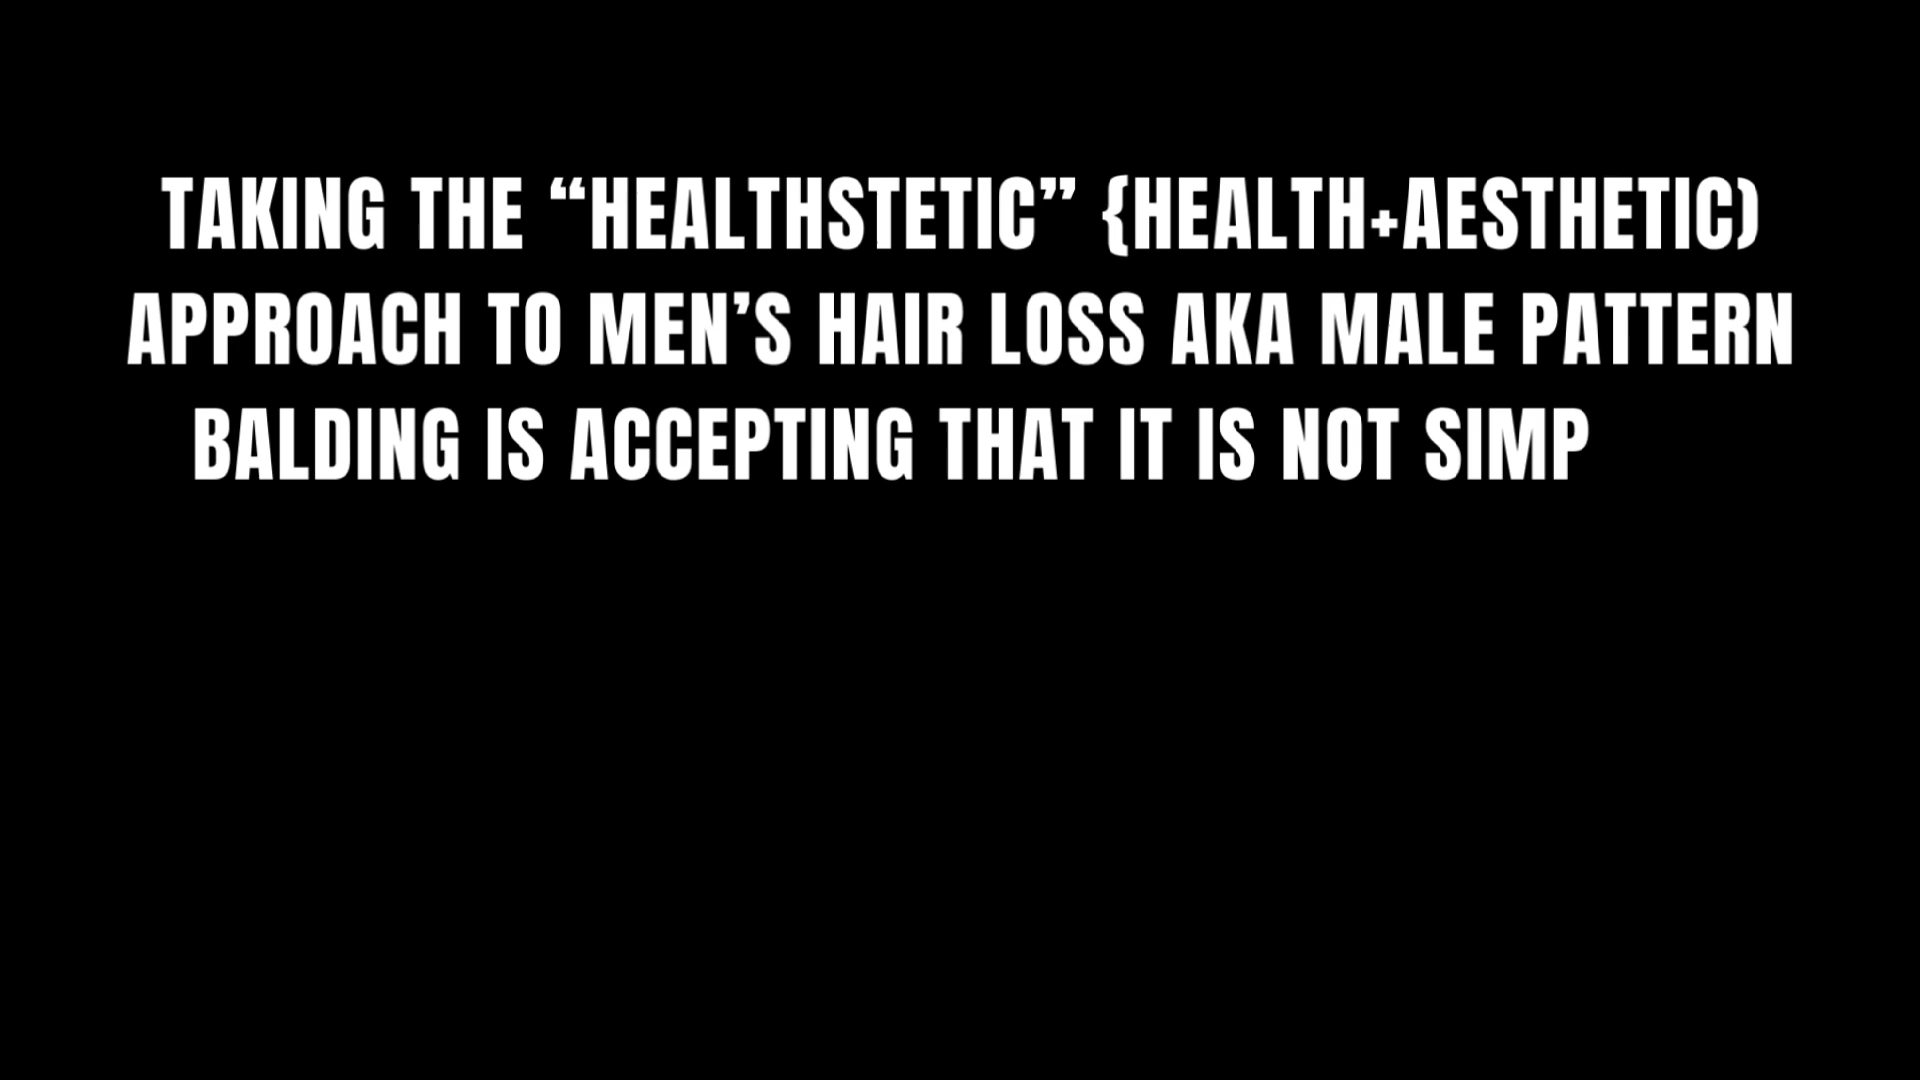 TAKING THE “HEALTHSTETIC” {HEALTH+AESTHETIC)
APPROACH TO MEN’S HAIR LOSS AKA MALE PATTERN
BALDING IS ACCEPTING THAT IT IS NOT SIMP